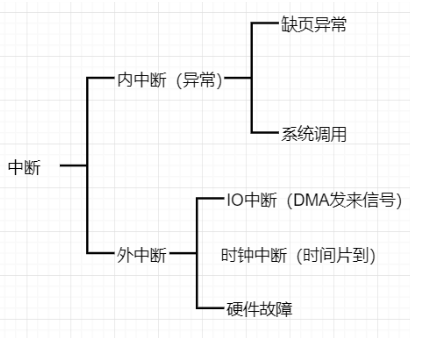 缺页异常
内中断（异常）
系统调用
中断
IO中断（DMA发来信号）
外中断
时钟中断（时间片到）
硬件故障